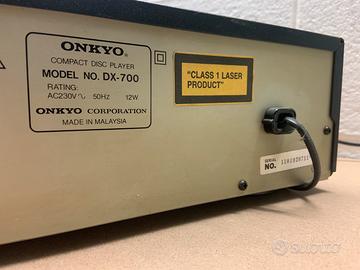 ONKYO®
COMPACT DISC PLAYER
MODEL NO. DX-700
RATING:
AC230V~ 50HZ 12W
ONKYO CORPORATION
MADE IN MALAYSIA
"CLASS 1 LASER
PRODUCT"
SERIAL
NO.
SUBITO